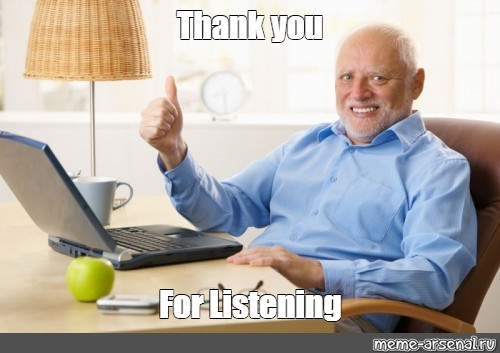 Thank you
For Listening
meme-arsenal.ru